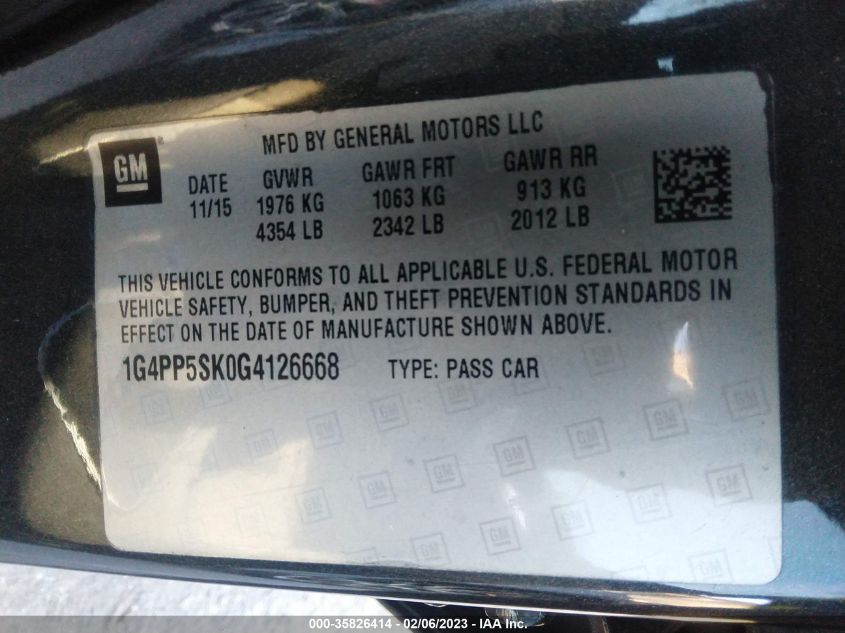 MFD BY GENERAL MOTORS LLC
GM
DATE GVWR GAWR FRT GAWR RR
11/15 1976 KG 1063 KG 913 KG
4354 LB 2342 LB 2012 LB
THIS VEHICLE CONFORMS TO ALL APPLICABLE U.S. FEDERAL MOTOR
VEHICLE SAFETY, BUMPER, AND THEFT PREVENTION STANDARDS IN
EFFECT ON THE DATE OF MANUFACTURE SHOWN ABOVE.
1G4PP5SK0G4126668 TYPE: PASS CAR
000-35826414 - 02/06/2023 - IAA Inc.